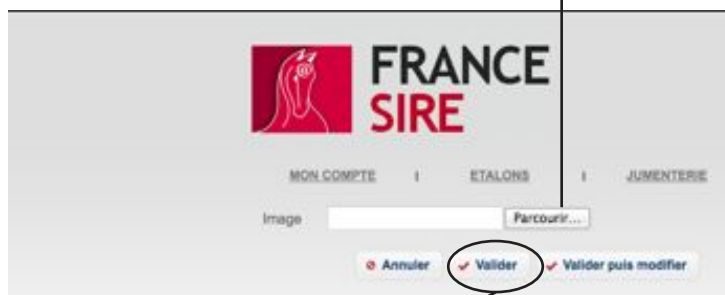 FRANCE
SIRE
MON COMPTE I ETALONS I JUMENTERIE
Image Parcourir...
Annuler Valider Valider puis modifier